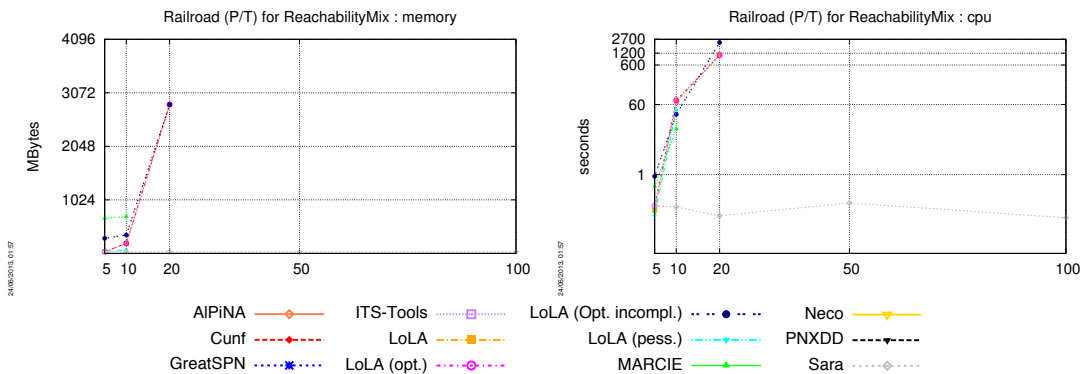 Railroad (P/T) for ReachabilityMix : memory
4096
3072
2048
1024
MBytes
5 10 20 50 100
24/06/2013, 01:57
Railroad (P/T) for ReachabilityMix : cpu
2700
1200
600
60
1
seconds
5 10 20 50 100
24/06/2013, 01:57
AlPiNA
Cunf
GreatSPN
ITS-Tools
LoLA
LoLA (opt.)
LoLA (Opt. incompl.)
LoLA (pess.)
MARCIE
Neco
PNXDD
Sara